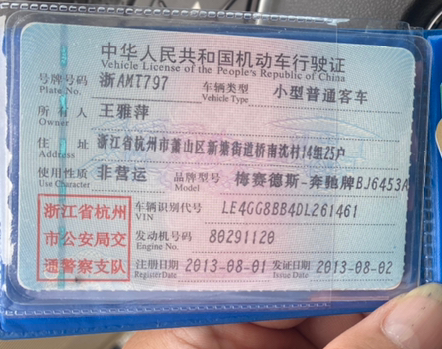 中华人民共和国机动车行驶证
Vehicle License of the People's Republic of China
号牌号码 浙AMT797 车辆类型 小型普通客车
Plate No. Vehicle Type
所有人 王雅萍
Owner
住址 浙江省杭州市萧山区新塘街道桥南沈村14组25户
Address
使用性质 非营运 品牌型号 梅赛德斯-奔驰牌BJ6453A
Use Character Model
浙江省杭州 车辆识别代号 LE4GG8BB4DL261461
VIN
市公安局交 发动机号码 80291120
Engine No.
通警察支队 注册日期 2013-08-01 发证日期 2013-08-02
Register Date Issue Date